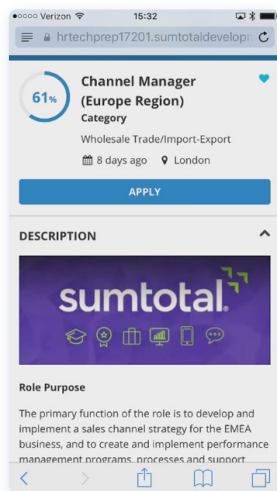 Verizon 15:32
hrtechprep17201.sumtotaldevelopr
61%
Channel Manager
(Europe Region)
Category
Wholesale Trade/Import-Export
8 days ago London
APPLY
DESCRIPTION
sumtotal.
Role Purpose
The primary function of the role is to develop and
implement a sales channel strategy for the EMEA
business, and to create and implement performance
management programs, processes and support